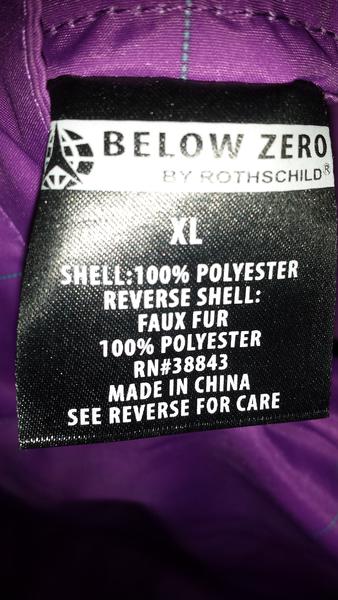 BELOW ZERO
BY ROTHSCHILD®
XL
SHELL:100% POLYESTER
REVERSE SHELL:
FAUX FUR
100% POLYESTER
RN#38843
MADE IN CHINA
SEE REVERSE FOR CARE